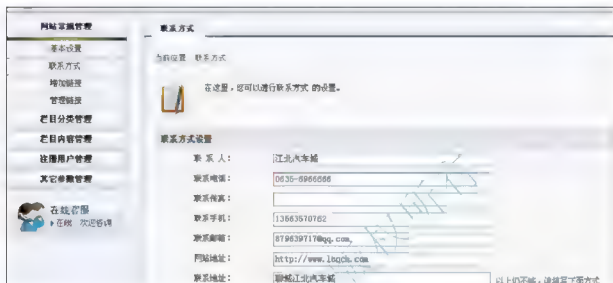 网站常规管理
基本设置
联系方式
增加链接
管理链接
栏目分类管理
栏目内容管理
注册用户管理
其它参数管理
在线客服
在线 欢迎咨询
联系方式
当前位置 联系方式
在这里，您可以进行联系方式 的设置。
联系方式设置
联 系 人： 江北汽车城
联系电话： 0635-6966666
联系传真：
联系手机： 13563570762
联系邮箱： 879639717@qq.com,
网站地址： http://www.lbqch.com
联系地址： 聊城江北汽车城